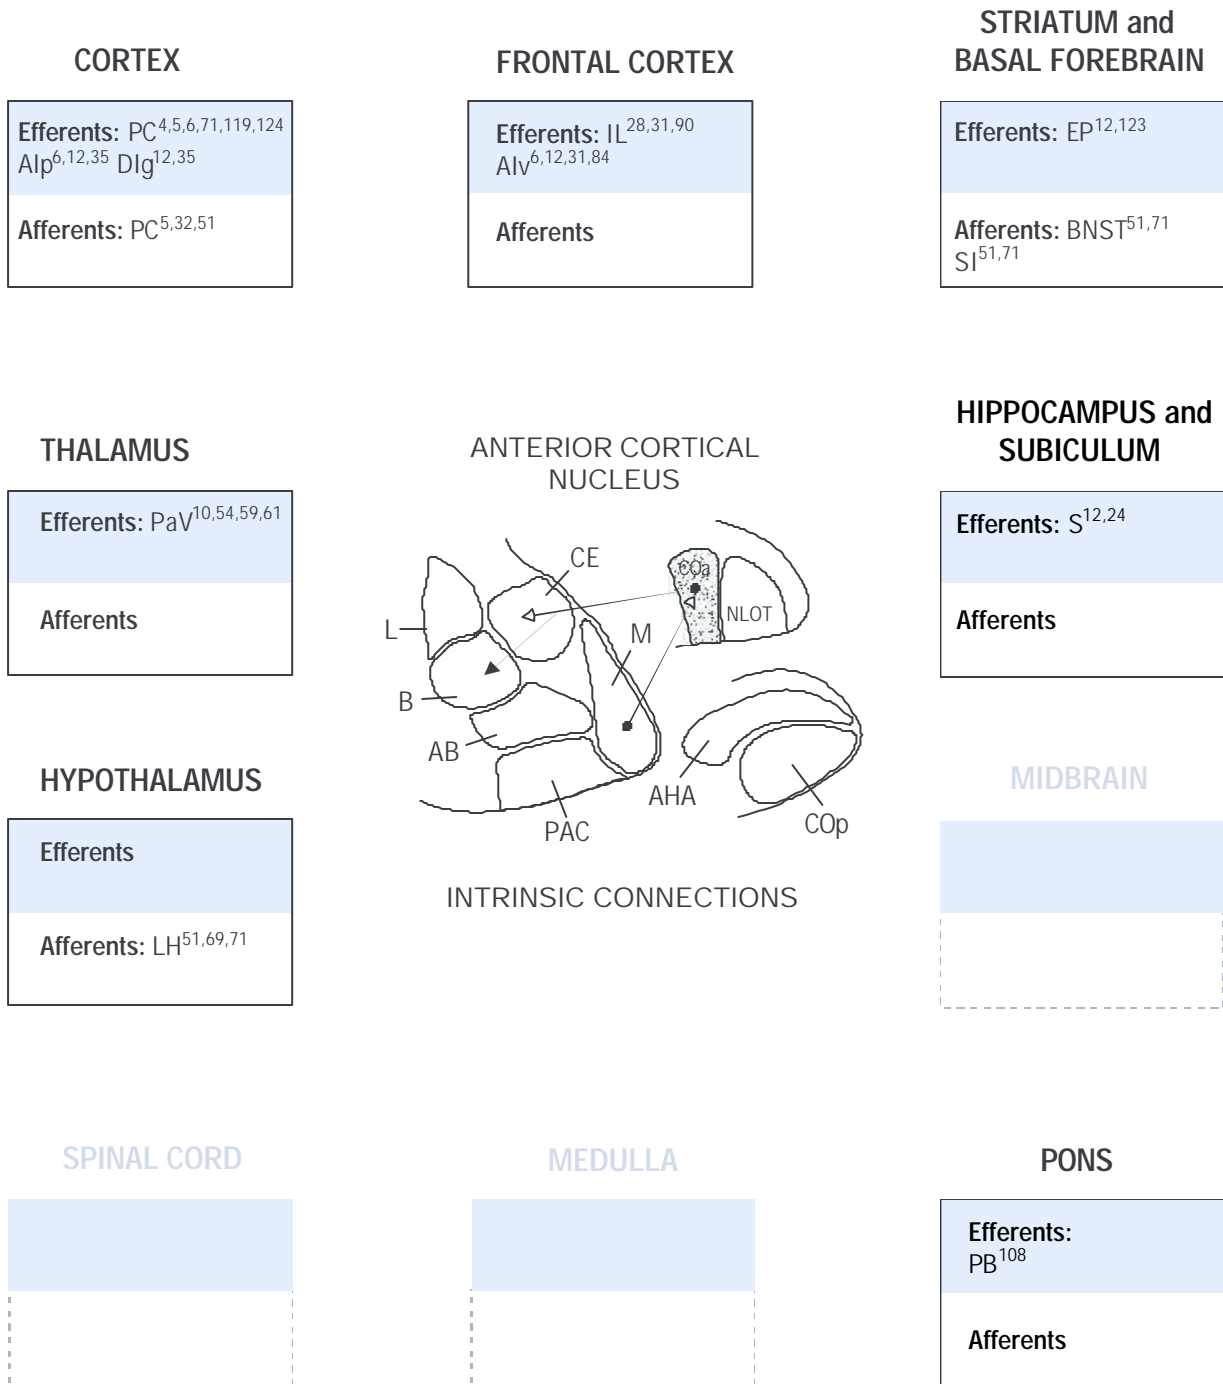 CORTEX
Efferents: PC4,5,6,71,119,124
AIp6,12,35 DIg12,35
Afferents: PC5,32,51
FRONTAL CORTEX
Efferents: IL28,31,90
AIv6,12,31,84
Afferents
STRIATUM and
BASAL FOREBRAIN
Efferents: EP12,123
Afferents: BNST51,71
SI51,71
THALAMUS
Efferents: PaV10,54,59,61
Afferents
ANTERIOR CORTICAL
NUCLEUS
CE
COa
NLOT
L
M
B
AB
AHA
PAC
COp
INTRINSIC CONNECTIONS
HIPPOCAMPUS and
SUBICULUM
Efferents: S12,24
Afferents
HYPOTHALAMUS
Efferents
Afferents: LH51,69,71
MIDBRAIN
SPINAL CORD
MEDULLA
PONS
Efferents:
PB108
Afferents